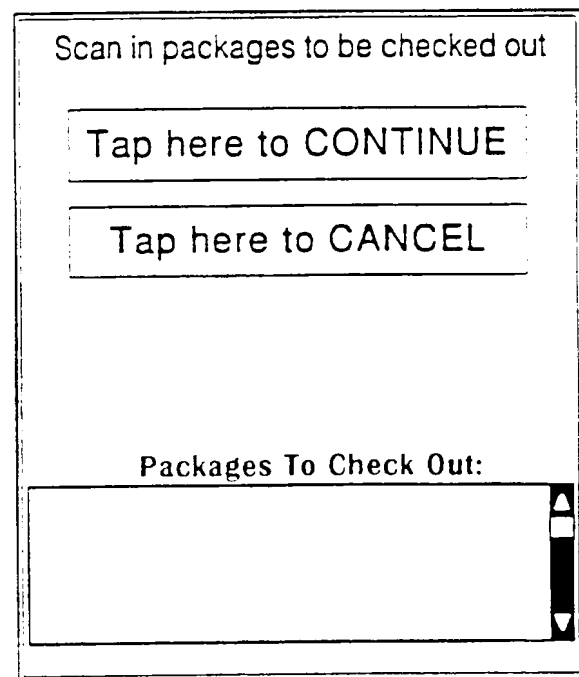 Scan in packages to be checked out
Tap here to CONTINUE
Tap here to CANCEL
Packages To Check Out: